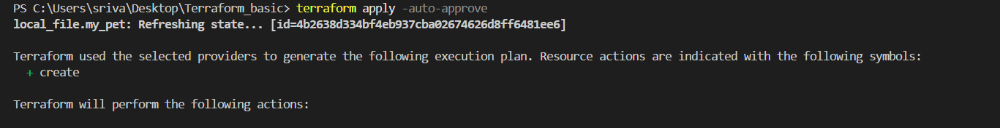 PS C:\Users\sriva\Desktop\Terraform_basic> terraform apply -auto-approve
local_file.my_pet: Refreshing state... [id=4b2638d334bf4eb937cba02674626d8ff6481ee6]
Terraform used the selected providers to generate the following execution plan. Resource actions are indicated with the following symbols:
+ create
Terraform will perform the following actions: